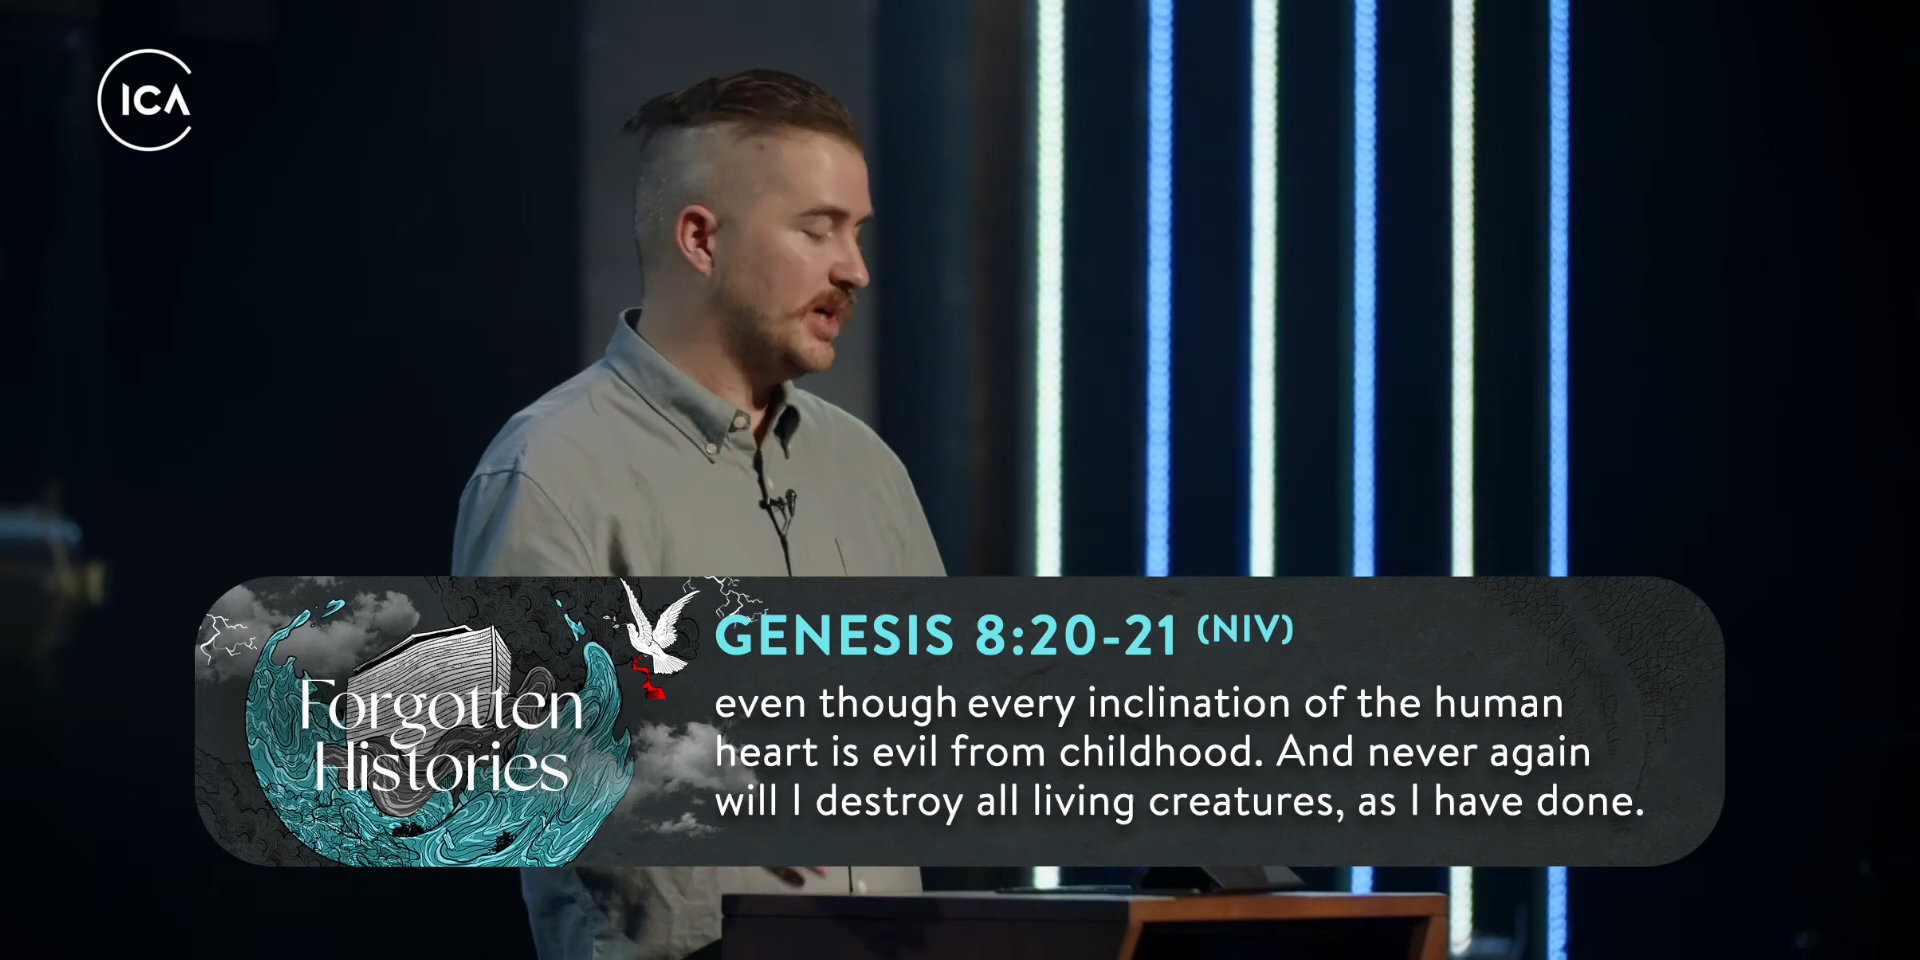 ICA
GENESIS 8:20-21 (NIV)
Forgotten
Histories
even though every inclination of the human
heart is evil from childhood. And never again
will I destroy all living creatures, as I have done.